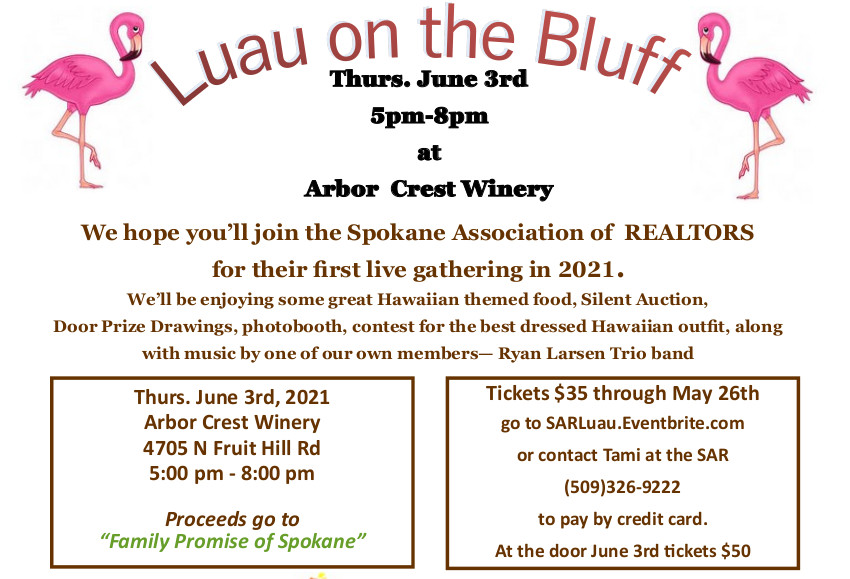 Luau on the Bluff
Thurs. June 3rd
5pm-8pm
at
Arbor Crest Winery
We hope you’ll join the Spokane Association of REALTORS
for their first live gathering in 2021.
We’ll be enjoying some great Hawaiian themed food, Silent Auction,
Door Prize Drawings, photobooth, contest for the best dressed Hawaiian outfit, along
with music by one of our own members— Ryan Larsen Trio band
Thurs. June 3rd, 2021
Arbor Crest Winery
4705 N Fruit Hill Rd
5:00 pm - 8:00 pm
Proceeds go to
“Family Promise of Spokane”
Tickets $35 through May 26th
go to SARLuau.Eventbrite.com
or contact Tami at the SAR
(509)326-9222
to pay by credit card.
At the door June 3rd tickets $50